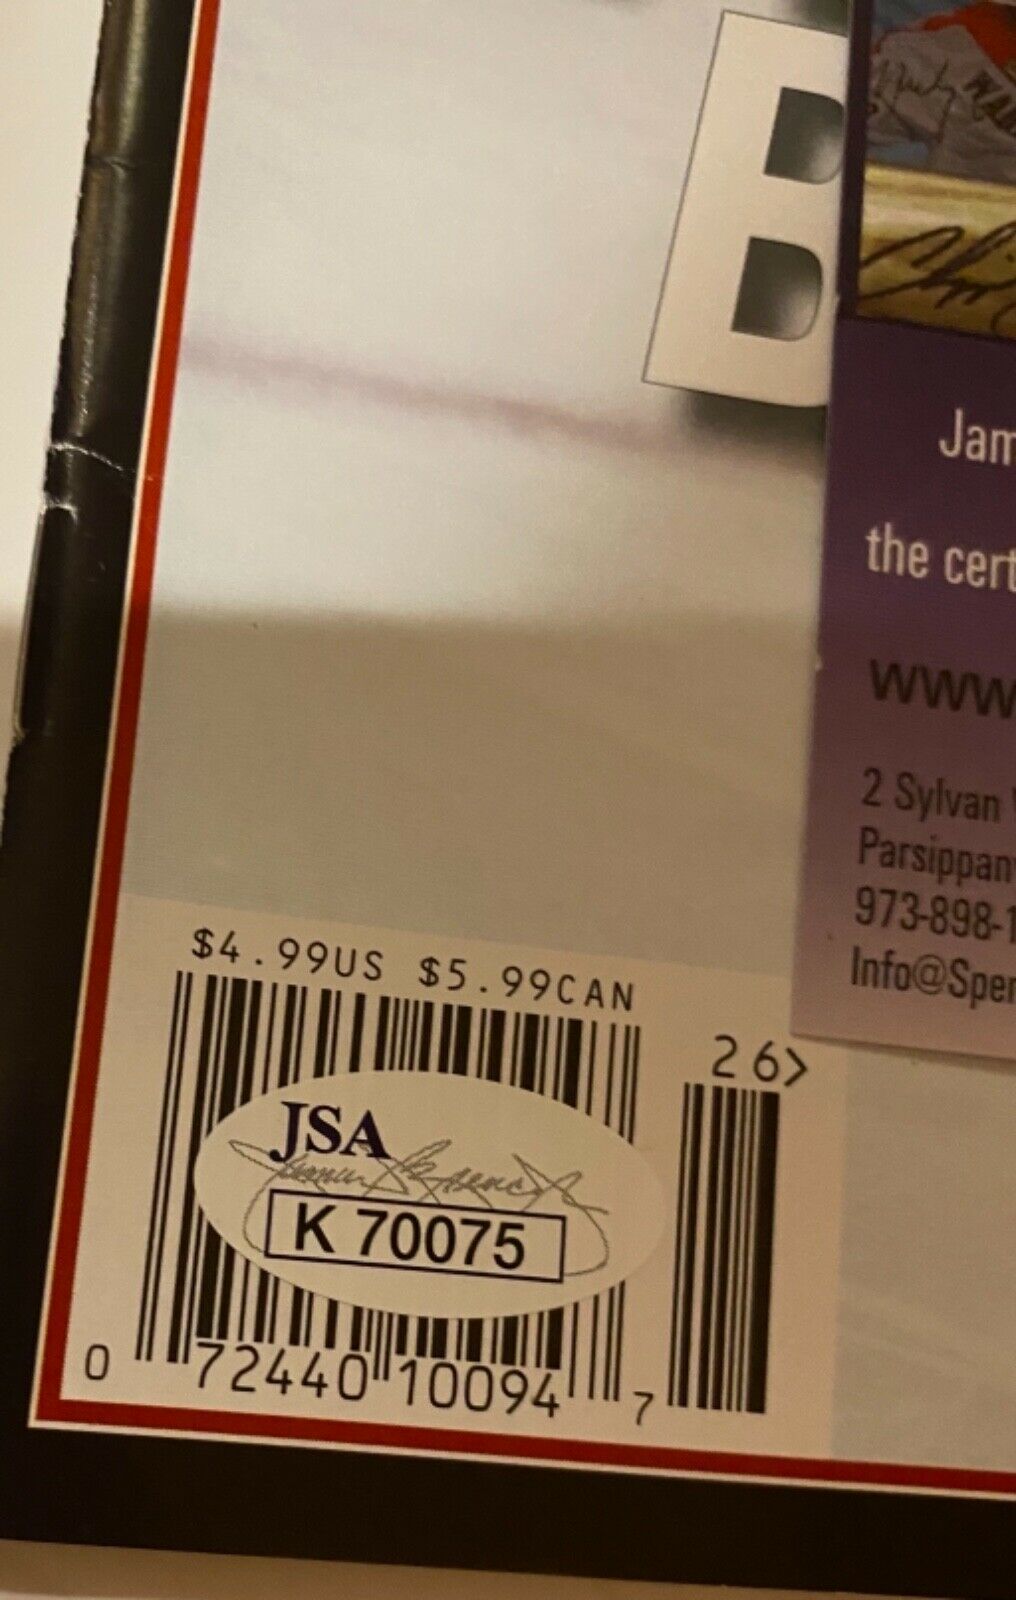 B
Jam
the cert
www
2 Sylvan
Parsippan
973-898-1
Info@Spen
$4.99US $5.99CAN
26>
JSA
K 70075
0 72440 10094 7